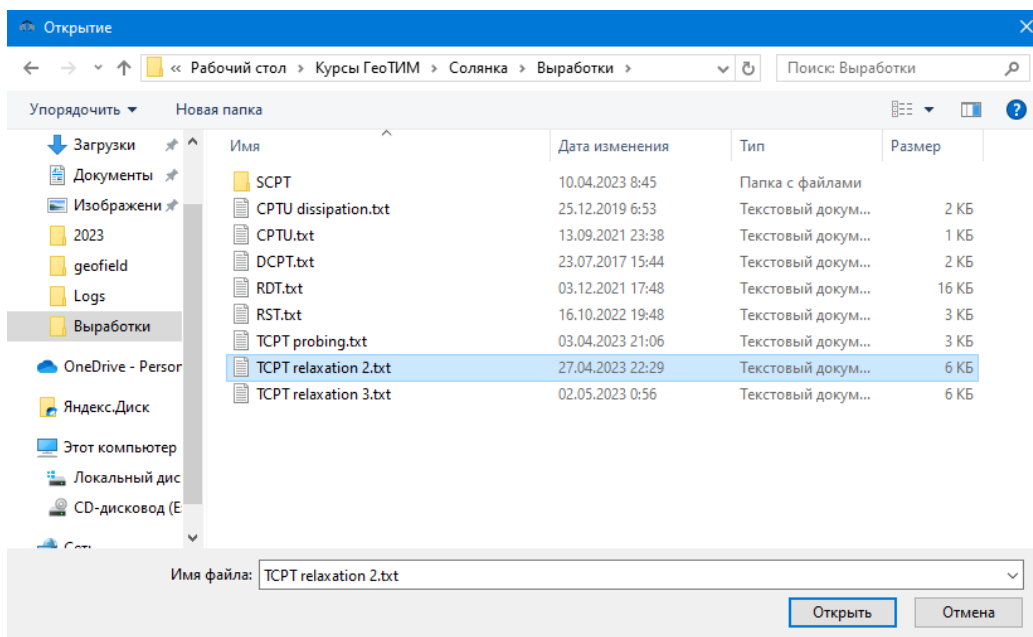 Открытие
« Рабочий стол › Курсы ГеоТИМ › Солянка › Выработки ›
Поиск: Выработки
Упорядочить
Новая папка
Загрузки
Документы
Изображени
2023
geofield
Logs
Выработки
OneDrive - Person
Яндекс.Диск
Этот компьютер
Локальный дис
CD-дисковод (E
Имя Дата изменения Тип Размер
SCPT 10.04.2023 8:45 Папка с файлами
CPTU dissipation.txt 25.12.2019 6:53 Текстовый докум... 2 КБ
CPTU.txt 13.09.2021 23:38 Текстовый докум... 1 КБ
DCPT.txt 23.07.2017 15:44 Текстовый докум... 2 КБ
RDT.txt 03.12.2021 17:48 Текстовый докум... 16 КБ
RST.txt 16.10.2022 19:48 Текстовый докум... 3 КБ
TCPT probing.txt 03.04.2023 21:06 Текстовый докум... 3 КБ
TCPT relaxation 2.txt 27.04.2023 22:29 Текстовый докум... 6 КБ
TCPT relaxation 3.txt 02.05.2023 0:56 Текстовый докум... 6 КБ
Имя файла: TCPT relaxation 2.txt
Открыть Отмена